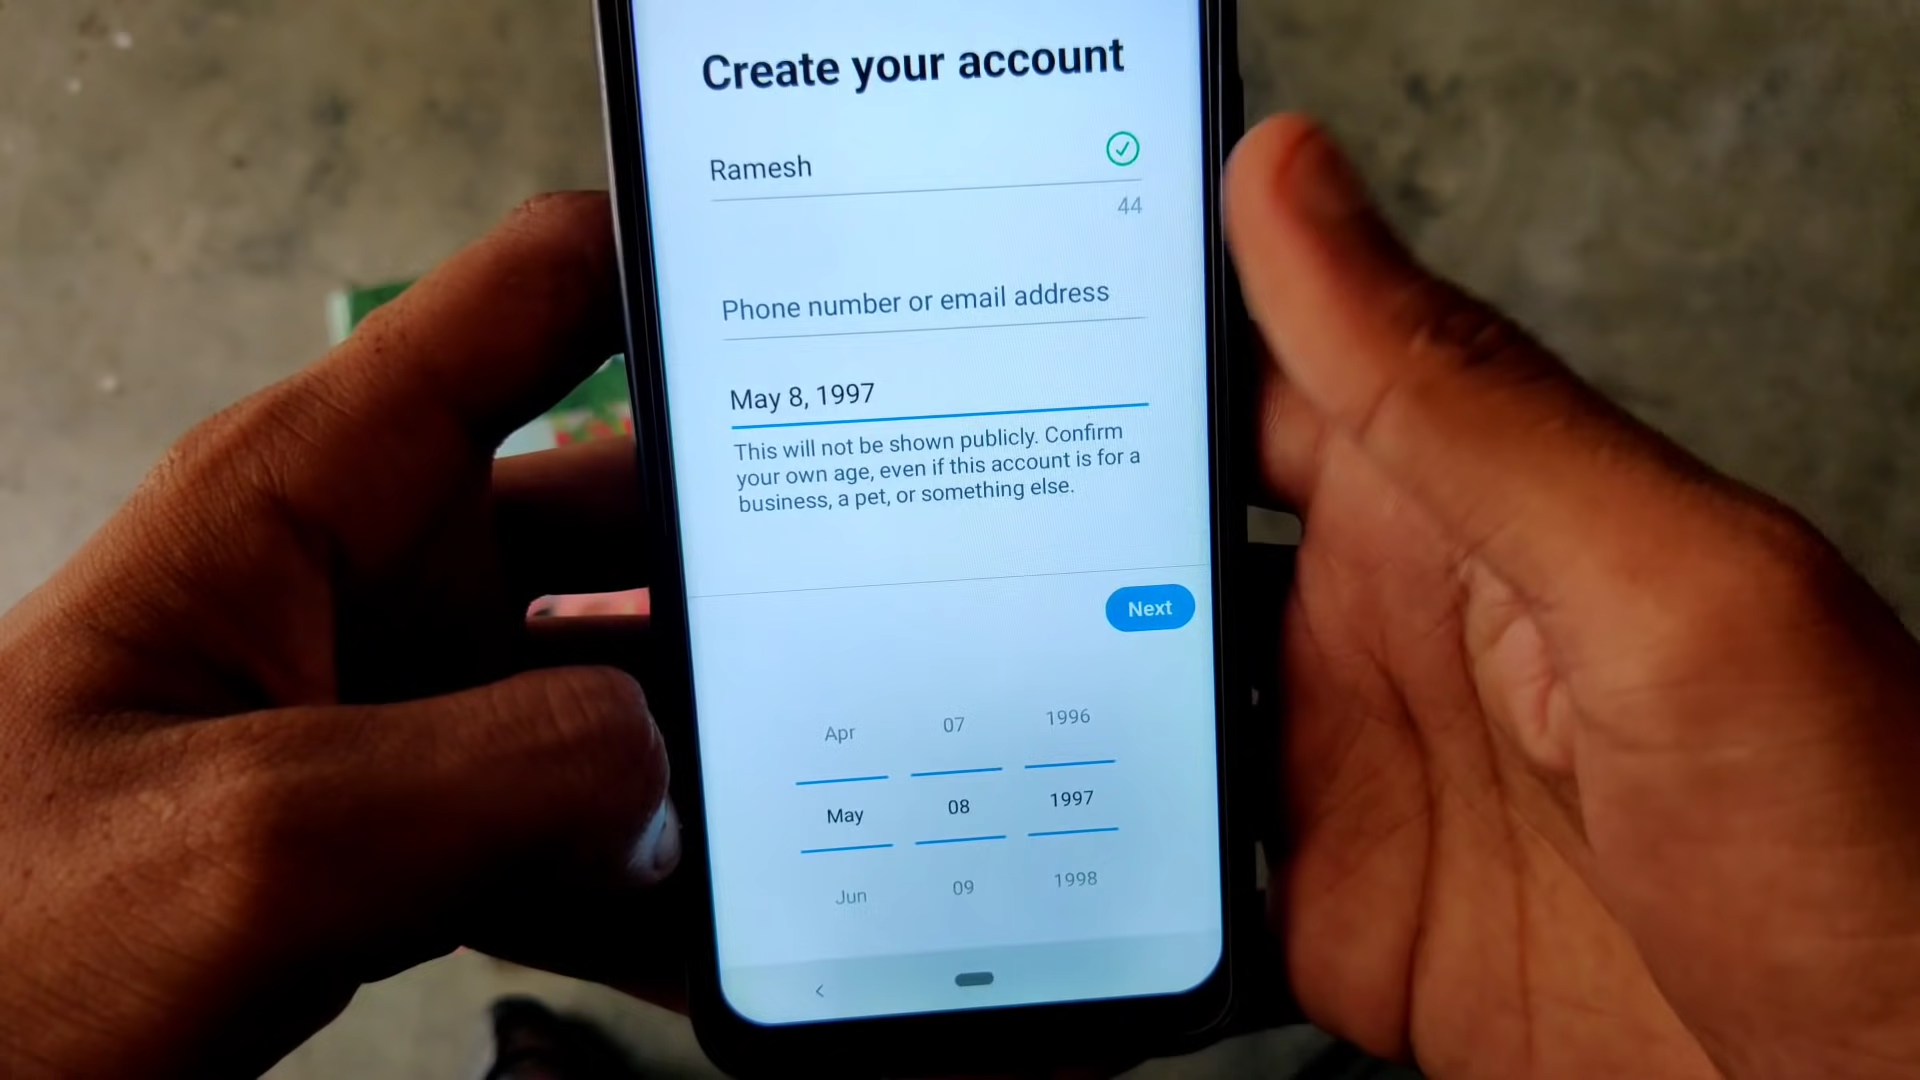 Create your account
Ramesh
44
Phone number or email address
May 8, 1997
This will not be shown publicly. Confirm
your own age, even if this account is for a
business, a pet, or something else.
Next
Apr 07 1996
May 08 1997
Jun 09 1998